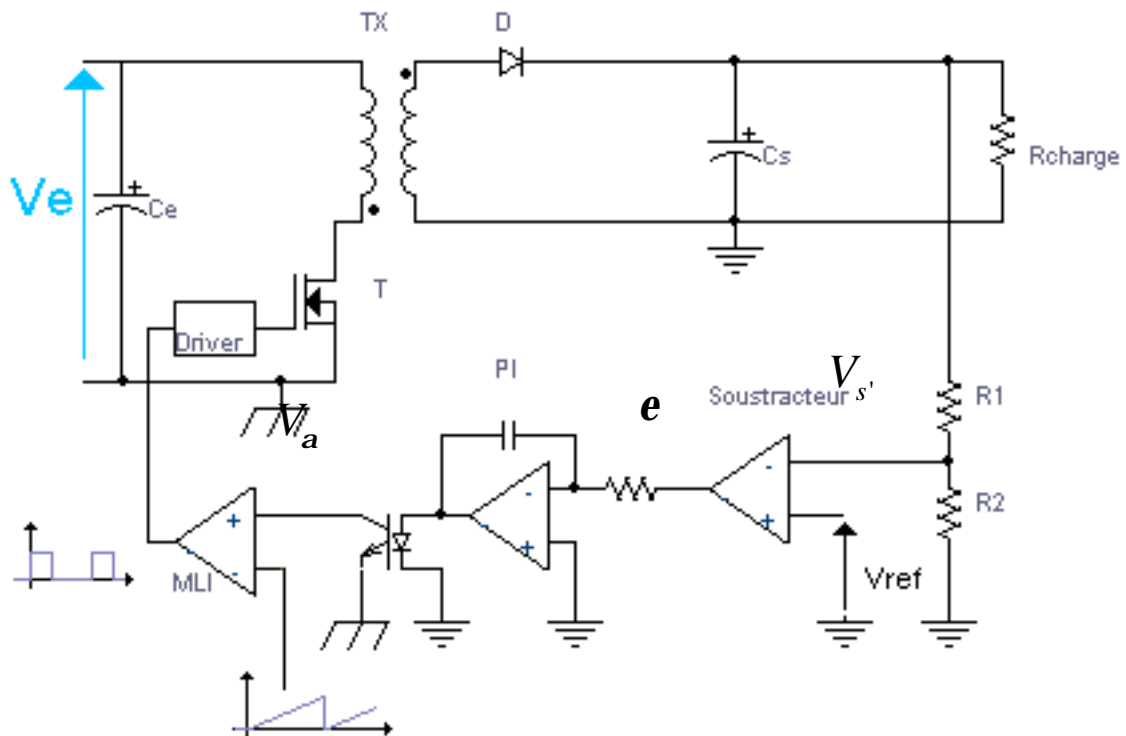 TX
D
Ve
Ce
Cs
Rcharge
T
Driver
PI
e
Soustracteur
Vs'
R1
Va
R2
MLI
Vref